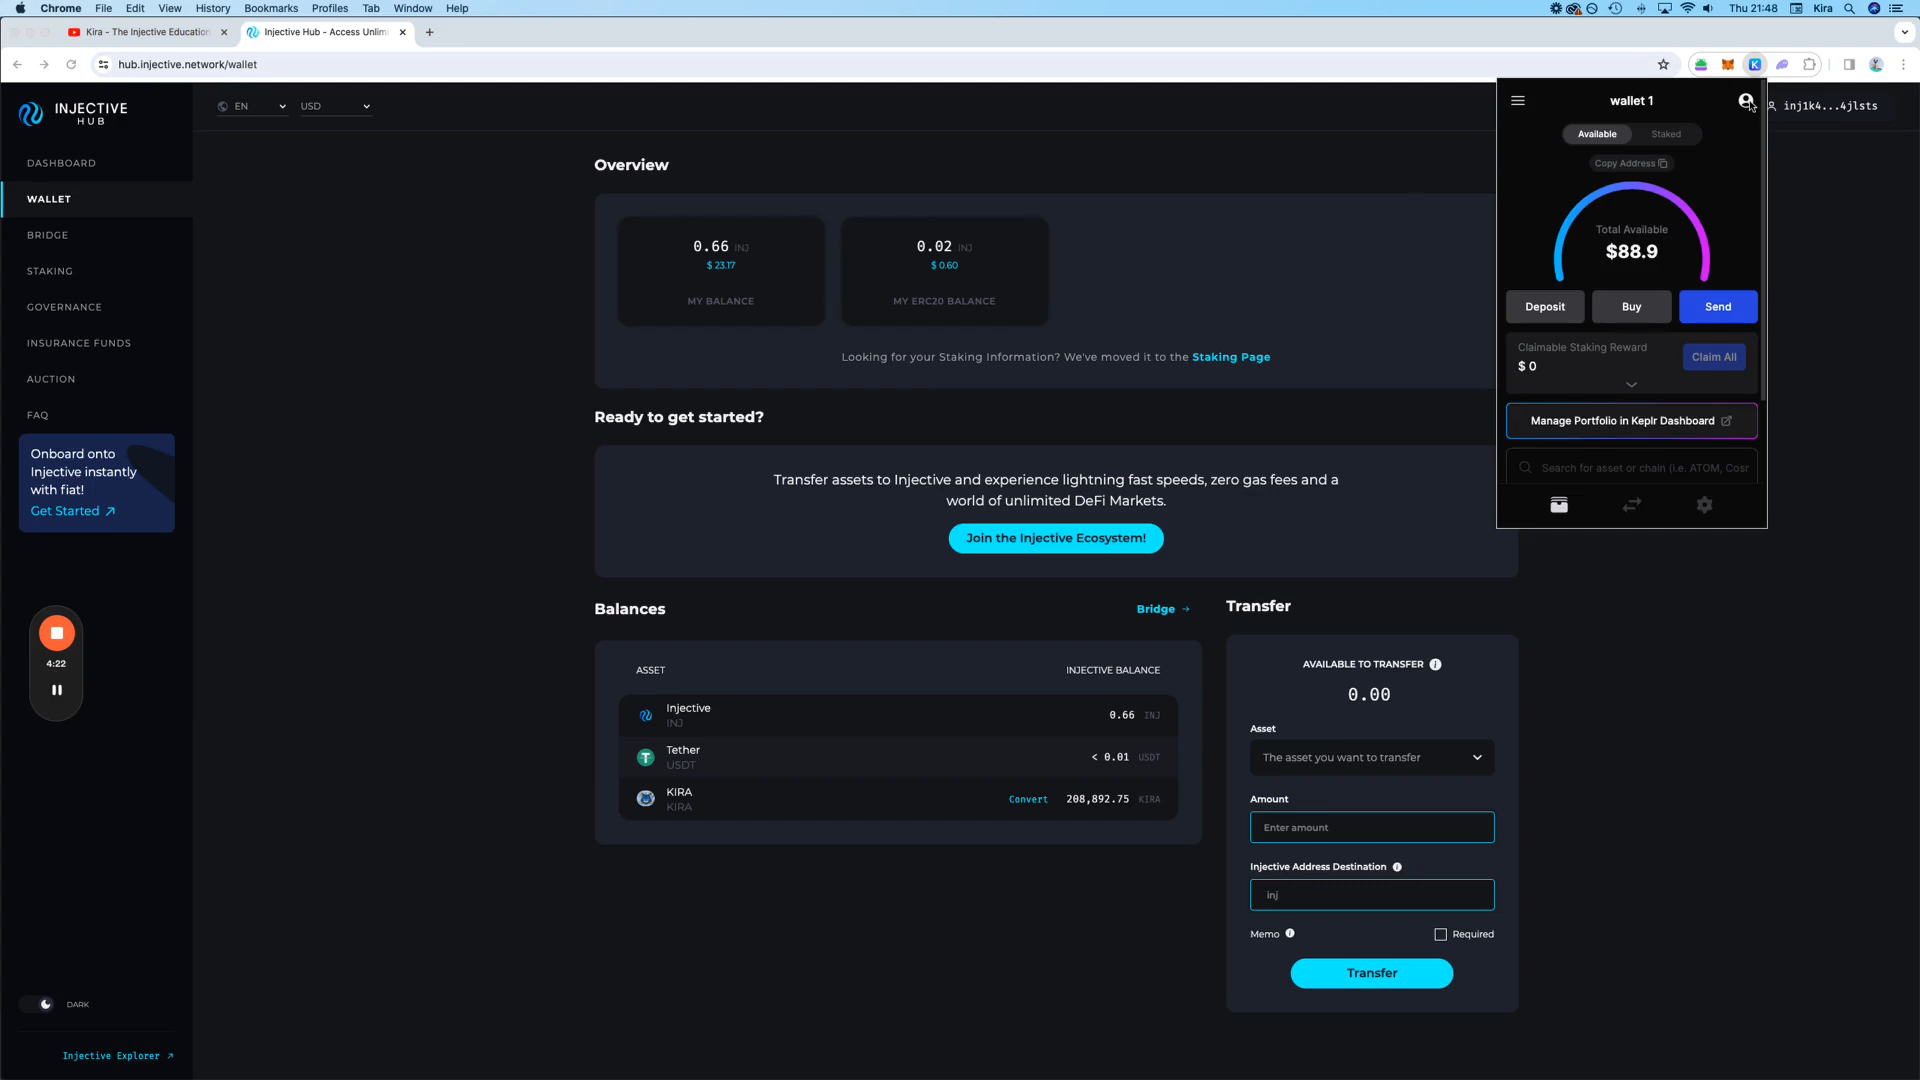 Chrome File Edit View History Bookmarks Profiles Tab Window Help
Thu 21:48 Kira
Kira - The Injective Education
Injective Hub - Access Unlimi
hub.injective.network/wallet
INJECTIVE
HUB
EN
USD
DASHBOARD
WALLET
BRIDGE
STAKING
GOVERNANCE
INSURANCE FUNDS
AUCTION
FAQ
Onboard onto
Injective instantly
with fiat!
Get Started ↗
4:22
DARK
Injective Explorer ↗
Overview
0.66 INJ
$ 23.17
MY BALANCE
0.02 INJ
$ 0.60
MY ERC20 BALANCE
Looking for your Staking Information? We've moved it to the Staking Page
Ready to get started?
Transfer assets to Injective and experience lightning fast speeds, zero gas fees and a
world of unlimited DeFi Markets.
Join the Injective Ecosystem!
Balances
Bridge →
ASSET
INJECTIVE BALANCE
Injective
INJ
0.66 INJ
Tether
USDT
< 0.01 USDT
KIRA
KIRA
Convert 208,892.75 KIRA
Transfer
AVAILABLE TO TRANSFER
0.00
Asset
The asset you want to transfer
Amount
Enter amount
Injective Address Destination
inj
Memo
Required
Transfer
inj1k4...4jlsts
wallet 1
Available
Staked
Copy Address
Total Available
$88.9
Deposit
Buy
Send
Claimable Staking Reward
$ 0
Claim All
Manage Portfolio in Keplr Dashboard
Search for asset or chain (i.e. ATOM, Cosr